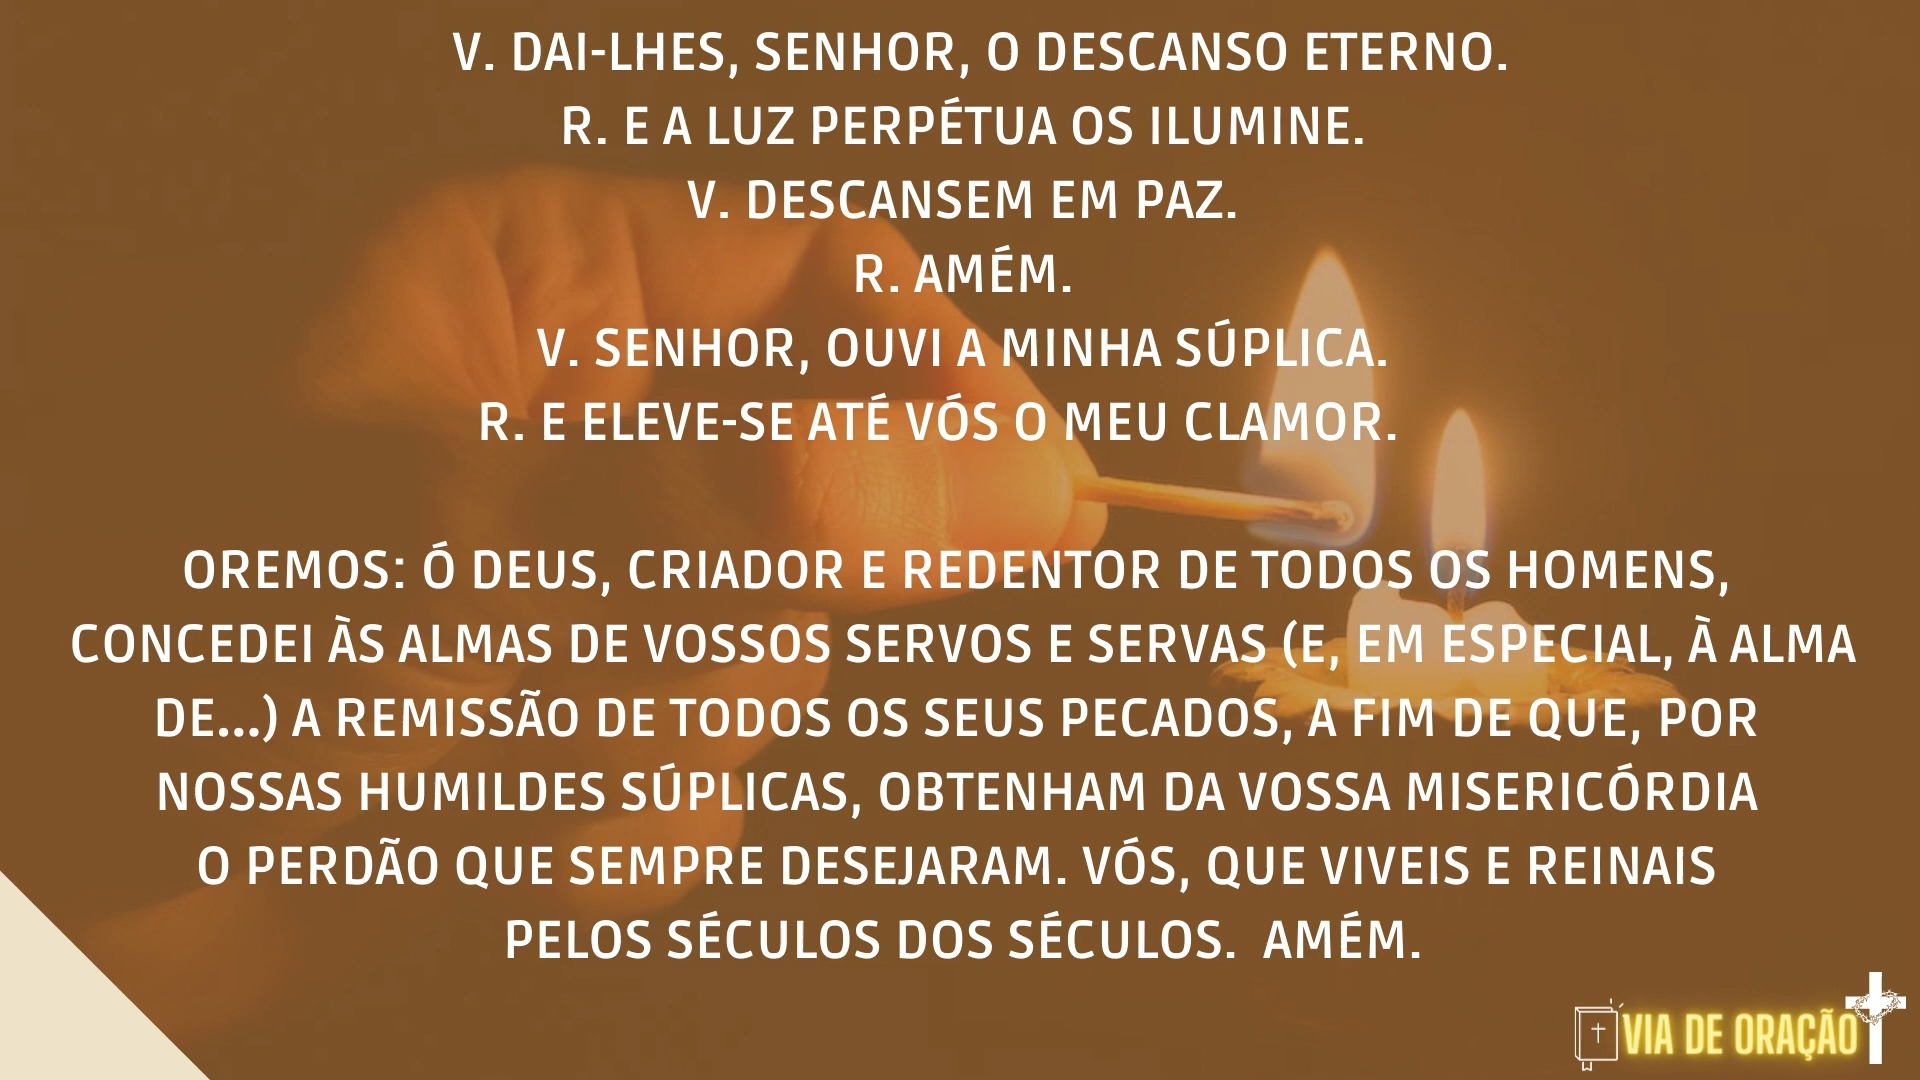 V. DAI-LHES, SENHOR, O DESCANSO ETERNO.
R. E A LUZ PERPÉTUA OS ILUMINE.
V. DESCANSEM EM PAZ.
R. AMÉM.
V. SENHOR, OUVI A MINHA SÚPLICA.
R. E ELEVE-SE ATÉ VÓS O MEU CLAMOR.
OREMOS: Ó DEUS, CRIADOR E REDENTOR DE TODOS OS HOMENS,
CONCEDEI ÀS ALMAS DE VOSSOS SERVOS E SERVAS (E, EM ESPECIAL, À ALMA
DE...) A REMISSÃO DE TODOS OS SEUS PECADOS, A FIM DE QUE, POR
NOSSAS HUMILDES SÚPLICAS, OBTENHAM DA VOSSA MISERICÓRDIA
O PERDÃO QUE SEMPRE DESEJARAM. VÓS, QUE VIVEIS E REINAIS
PELOS SÉCULOS DOS SÉCULOS. AMÉM.
VIA DE ORAÇÃO